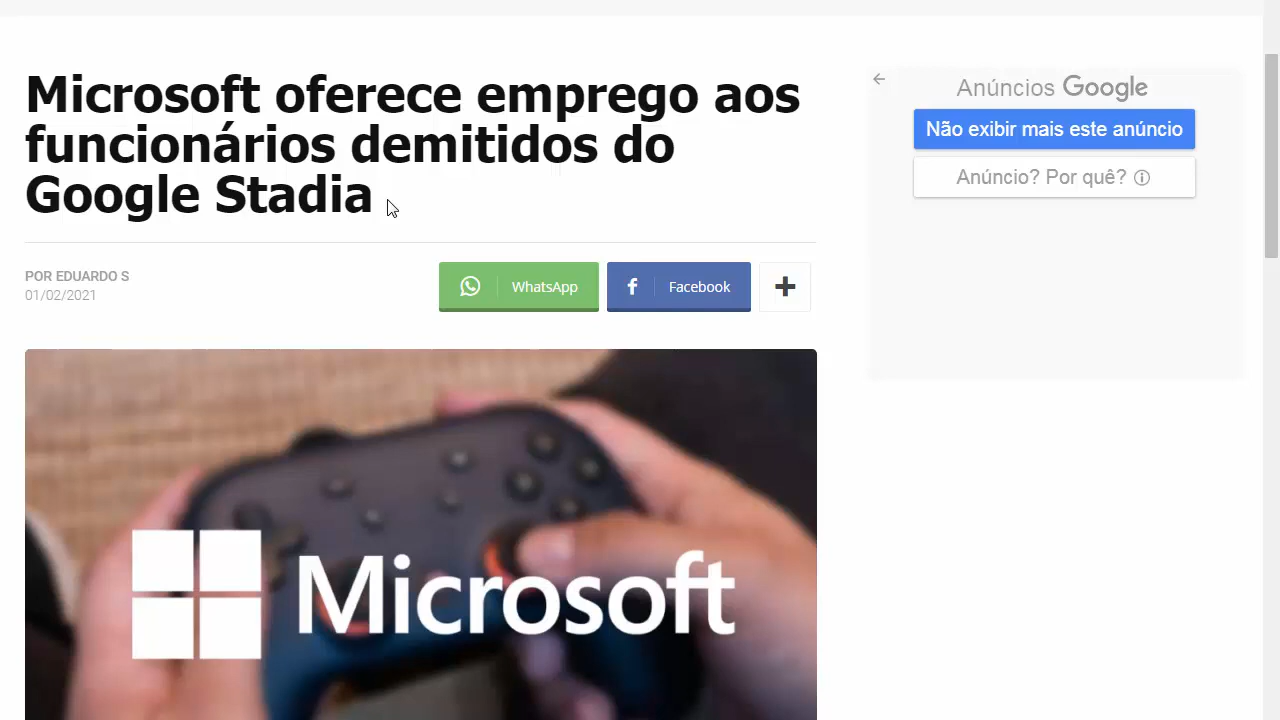 Microsoft oferece emprego aos
funcionários demitidos do
Google Stadia
POR EDUARDO S
01/02/2021
WhatsApp
Facebook
Anúncios Google
Não exibir mais este anúncio
Anúncio? Por quê?
Microsoft